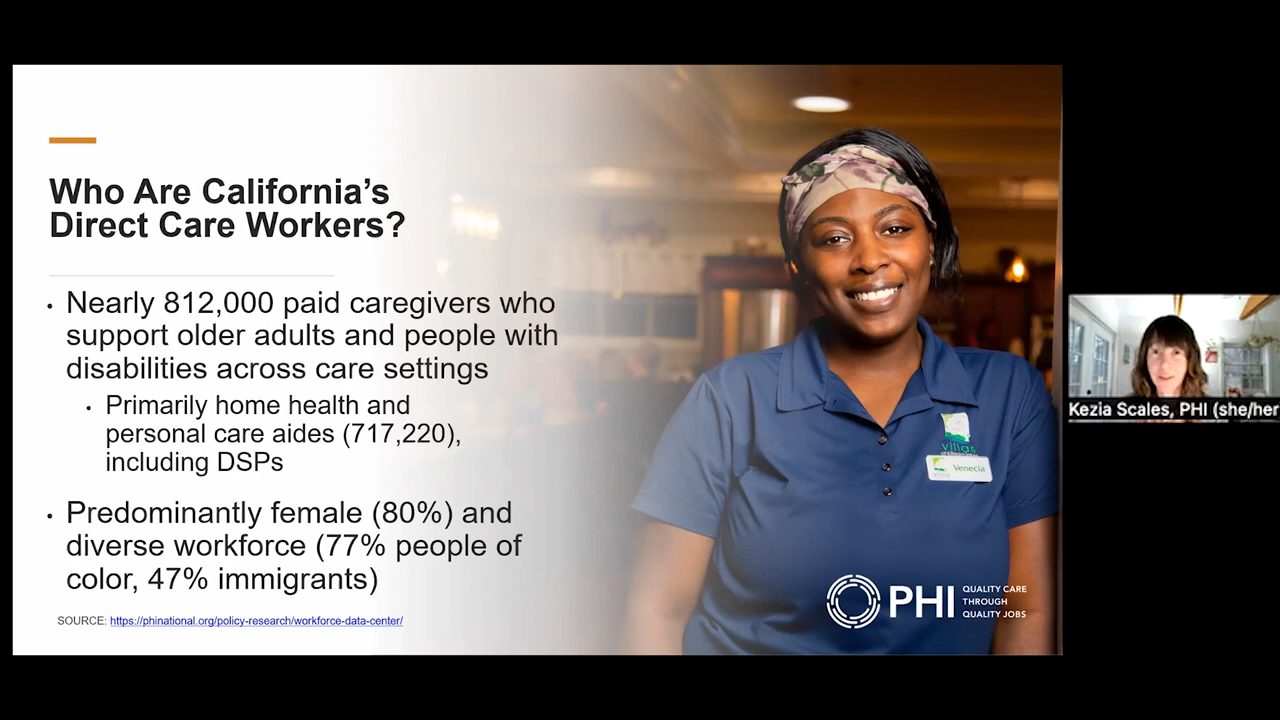 Who Are California's
Direct Care Workers?
• Nearly 812,000 paid caregivers who
support older adults and people with
disabilities across care settings
• Primarily home health and
personal care aides (717,220),
including DSPs
• Predominantly female (80%) and
diverse workforce (77% people of
color, 47% immigrants)
SOURCE: https://phinational.org/policy-research/workforce-data-center/
villas
Venecia
PHI
QUALITY CARE
THROUGH
QUALITY JOBS
Kezia Scales, PHI (she/her